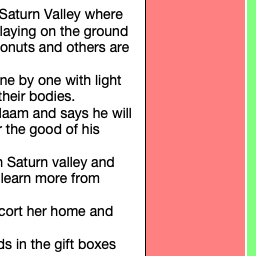 Saturn Valley where
laying on the ground
onuts and others are
ne by one with light
their bodies.
laam and says he will
r the good of his
n Saturn valley and
learn more from
cort her home and
ds in the gift boxes